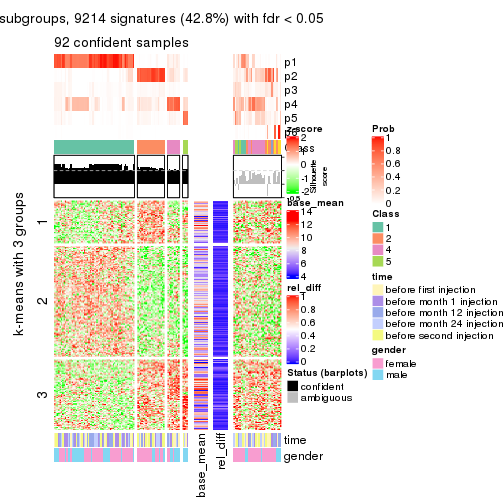 subgroups, 9214 signatures (42.8%) with fdr < 0.05
92 confident samples
p1
p2
p3
p4
p5
p6
Class
k-means with 3 groups
1
2
3
time
gender
base_mean
rel_diff
z-score
2
1
0
-1
-2
Silhouette
score
base_mean
14
12
10
8
6
4
rel_diff
1
0.8
0.6
0.4
0.2
0
Status (barplots)
confident
ambiguous
Prob
1
0.8
0.6
0.4
0.2
0
Class
1
2
4
5
time
before first injection
before month 1 injection
before month 12 injection
before month 24 injection
before second injection
gender
female
male